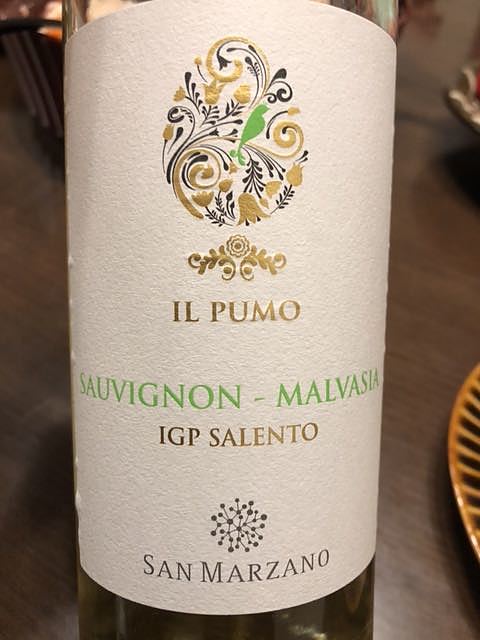 IL PUMO
SAUVIGNON - MALVASIA
IGP SALENTO
SAN MARZANO